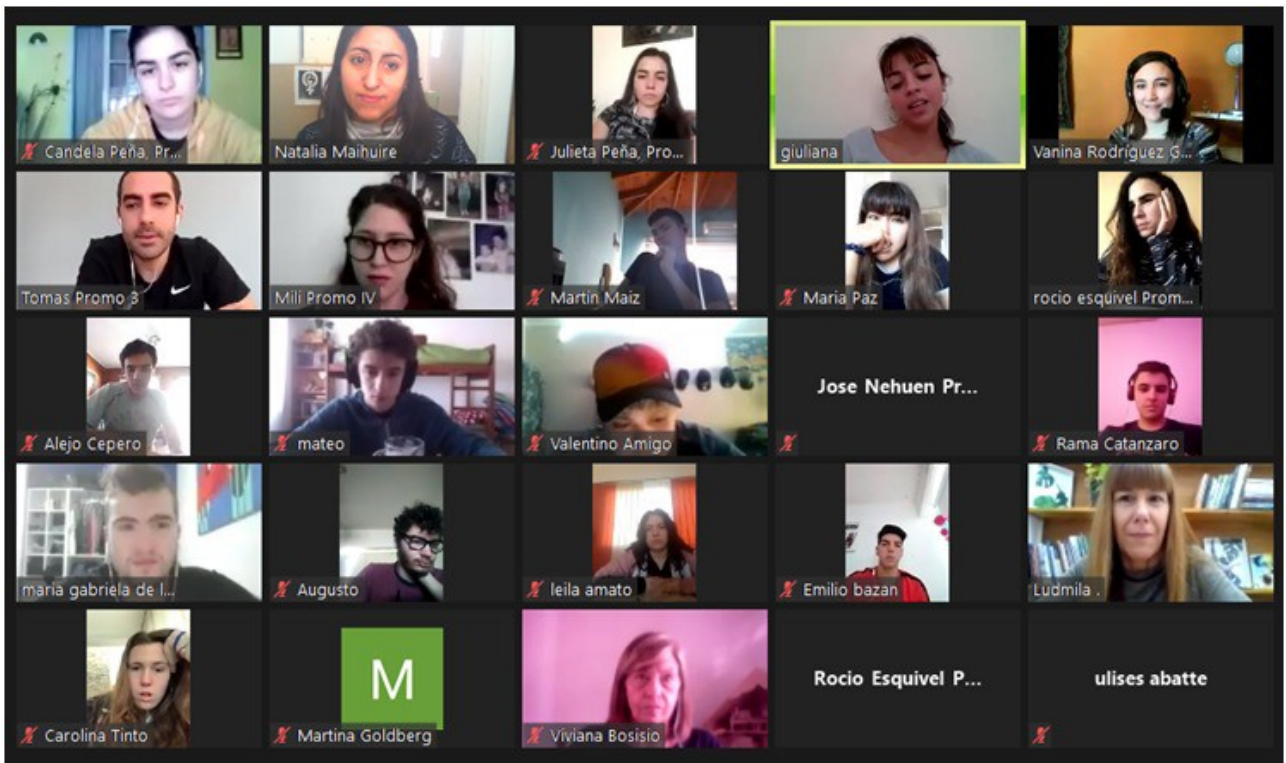 Candela Peña, Pr...
Natalia Maihuire
Julieta Peña, Pro...
giuliana
Vanina Rodríguez G...
Tomas Promo 3
Mili Promo IV
Martin Maiz
Maria Paz
rocio esquivel Prom...
Alejo Cepero
mateo
Valentino Amigo
Jose Nehuen Pr...
Rama Catanzaro
maria gabriela de l...
Augusto
leila amato
Emilio bazan
Ludmila .
Carolina Tinto
M
Martina Goldberg
Viviana Bosisio
Rocio Esquivel P...
ulises abatte